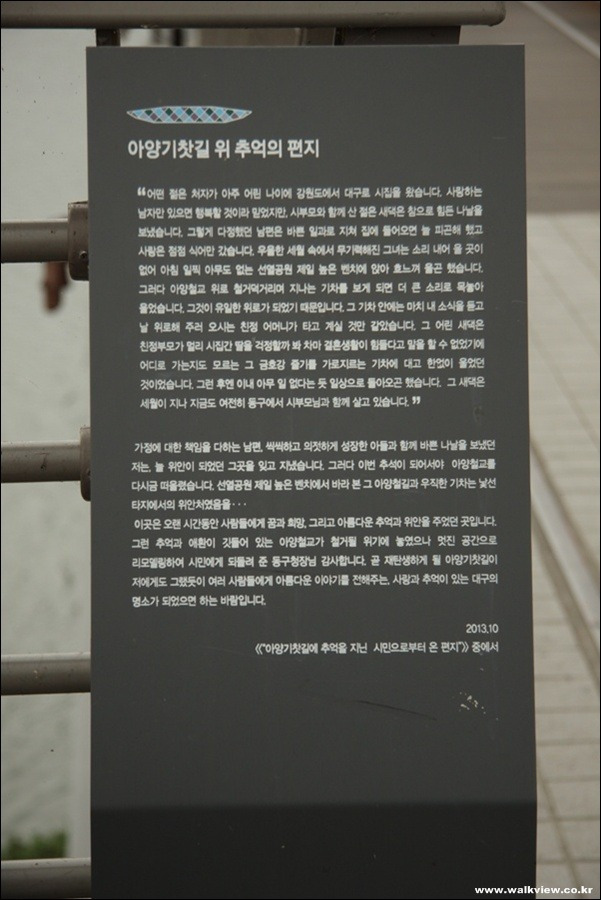 아양기찻길 위 추억의 편지
❝어떤 젊은 처자가 아주 어린 나이에 강원도에서 대구로 시집을 왔습니다. 사랑하는
남자만 있으면 행복할 것이라 믿었지만, 시부모와 함께 산 젊은 새댁은 참으로 힘든 나날을
보냈습니다. 그렇게 다정했던 남편은 바쁜 일과로 지쳐 집에 들어오면 늘 피곤해 했고
사랑은 점점 식어만 갔습니다. 우울한 세월 속에서 무기력해진 그녀는 소리 내어 울 곳이
없어 아침 일찍 아무도 없는 선열공원 제일 높은 벤치에 앉아 흐느껴 울곤 했습니다.
그러다 아양철교 위로 철거덕거리며 지나는 기차를 보게 되면 더 큰 소리로 목놓아
울었습니다. 그것이 유일한 위로가 되었기 때문입니다. 그 기차 안에는 마치 내 소식을 듣고
날 위로해 주러 오시는 친정 어머니가 타고 계실 것만 같았습니다. 그 어린 새댁은
친정부모가 멀리 시집간 딸을 걱정할까 봐 차마 결혼생활이 힘들다고 말을 할 수 없었기에
어디로 가는지도 모르는 그 금호강 줄기를 가로지르는 기차에 대고 한없이 울었던
것이었습니다. 그런 후엔 이내 아무 일 없다는 듯 일상으로 돌아오곤 했습니다. 그 새댁은
세월이 지나 지금도 여전히 동구에서 시부모님과 함께 살고 있습니다.❞
가정에 대한 책임을 다하는 남편, 씩씩하고 의젓하게 성장한 아들과 함께 바쁜 나날을 보냈던
저는, 늘 위안이 되었던 그곳을 잊고 지냈습니다. 그러다 이번 추석이 되어서야 아양철교를
다시금 떠올렸습니다. 선열공원 제일 높은 벤치에서 바라 본 그 아양철길과 우직한 기차는 낯선
타지에서의 위안처였음을···
이곳은 오랜 시간동안 사람들에게 꿈과 희망, 그리고 아름다운 추억과 위안을 주었던 곳입니다.
그런 추억과 애환이 깃들어 있는 아양철교가 철거될 위기에 놓였으나 멋진 공간으로
리모델링하여 시민에게 되돌려 준 동구청장님 감사합니다. 곧 재탄생하게 될 아양기찻길이
저에게도 그랬듯이 여러 사람들에게 아름다운 이야기를 전해주는, 사랑과 추억이 있는 대구의
명소가 되었으면 하는 바람입니다.
2013.10
《"아양기찻길에 추억을 지닌 시민으로부터 온 편지"》 중에서
www.walkview.co.kr